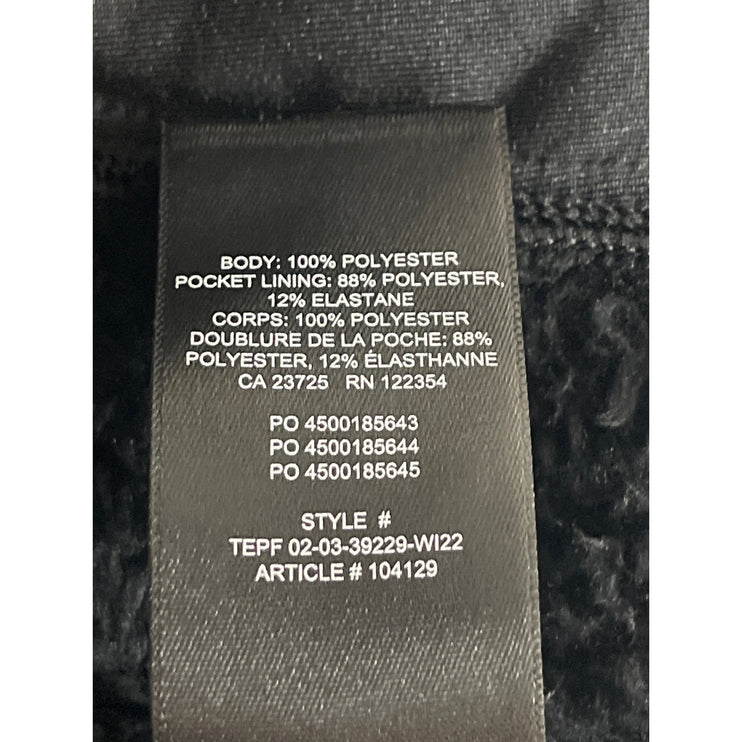 BODY: 100% POLYESTER
POCKET LINING: 88% POLYESTER,
12% ELASTANE
CORPS: 100% POLYESTER
DOUBLURE DE LA POCHE: 88%
POLYESTER, 12% ÉLASTHANNE
CA 23725 RN 122354
PO 4500185643
PO 4500185644
PO 4500185645
STYLE #
TEPF 02-03-39229-WI22
ARTICLE # 104129